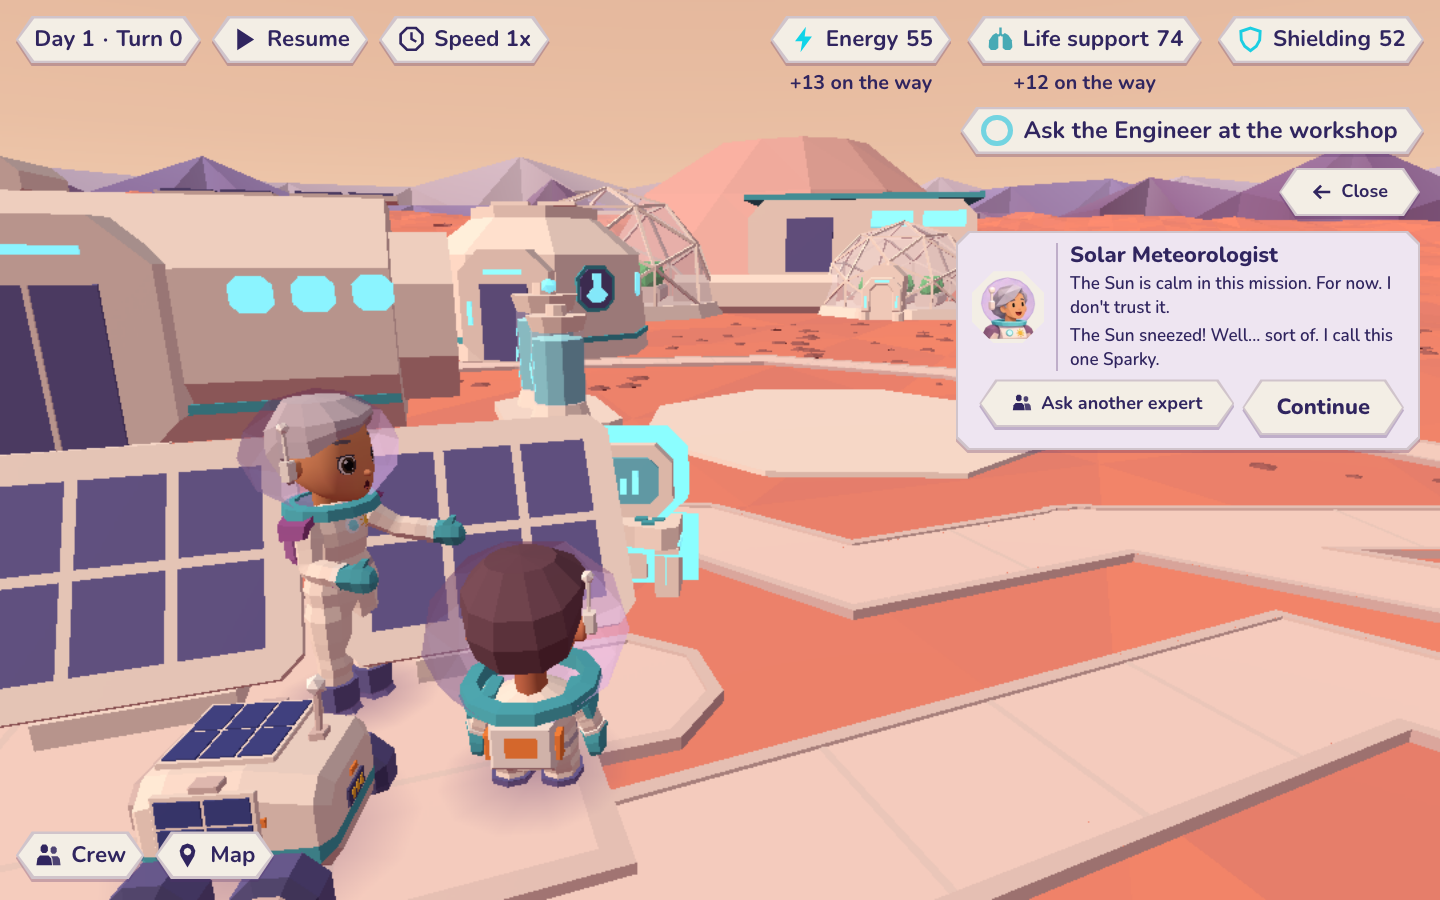 Day 1 · Turn 0
Resume
Speed 1x
Energy 55
Life support 74
Shielding 52
+13 on the way
+12 on the way
Ask the Engineer at the workshop
Close
Solar Meteorologist
The Sun is calm in this mission. For now. I
don't trust it.
The Sun sneezed! Well... sort of. I call this
one Sparky.
Ask another expert
Continue
Crew
Map